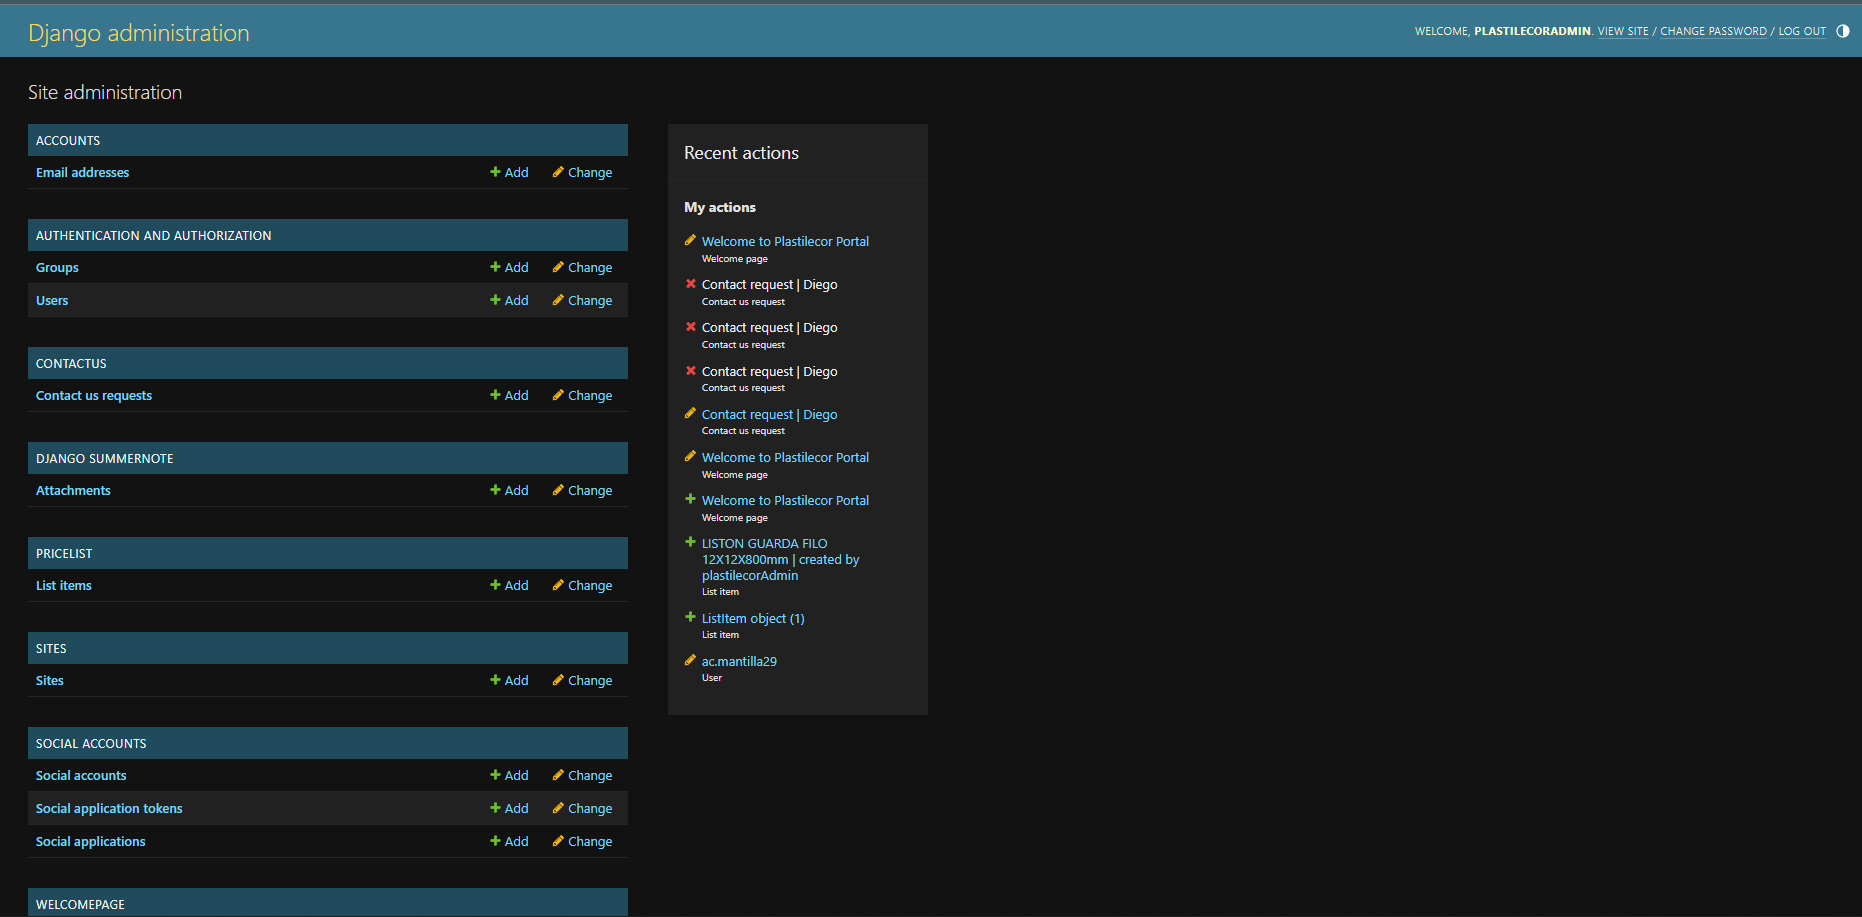 Django administration
WELCOME, PLASTILECORADMIN. VIEW SITE / CHANGE PASSWORD / LOG OUT
Site administration
ACCOUNTS
Email addresses Add Change
AUTHENTICATION AND AUTHORIZATION
Groups Add Change
Users Add Change
CONTACTUS
Contact us requests Add Change
DJANGO SUMMERNOTE
Attachments Add Change
PRICELIST
List items Add Change
SITES
Sites Add Change
SOCIAL ACCOUNTS
Social accounts Add Change
Social application tokens Add Change
Social applications Add Change
WELCOMEPAGE
Recent actions
My actions
Welcome to Plastilecor Portal
Welcome page
Contact request | Diego
Contact us request
Contact request | Diego
Contact us request
Contact request | Diego
Contact us request
Contact request | Diego
Contact us request
Welcome to Plastilecor Portal
Welcome page
Welcome to Plastilecor Portal
Welcome page
LISTON GUARDA FILO
12X12X800mm | created by
plastilecorAdmin
List item
ListItem object (1)
List item
ac.mantilla29
User